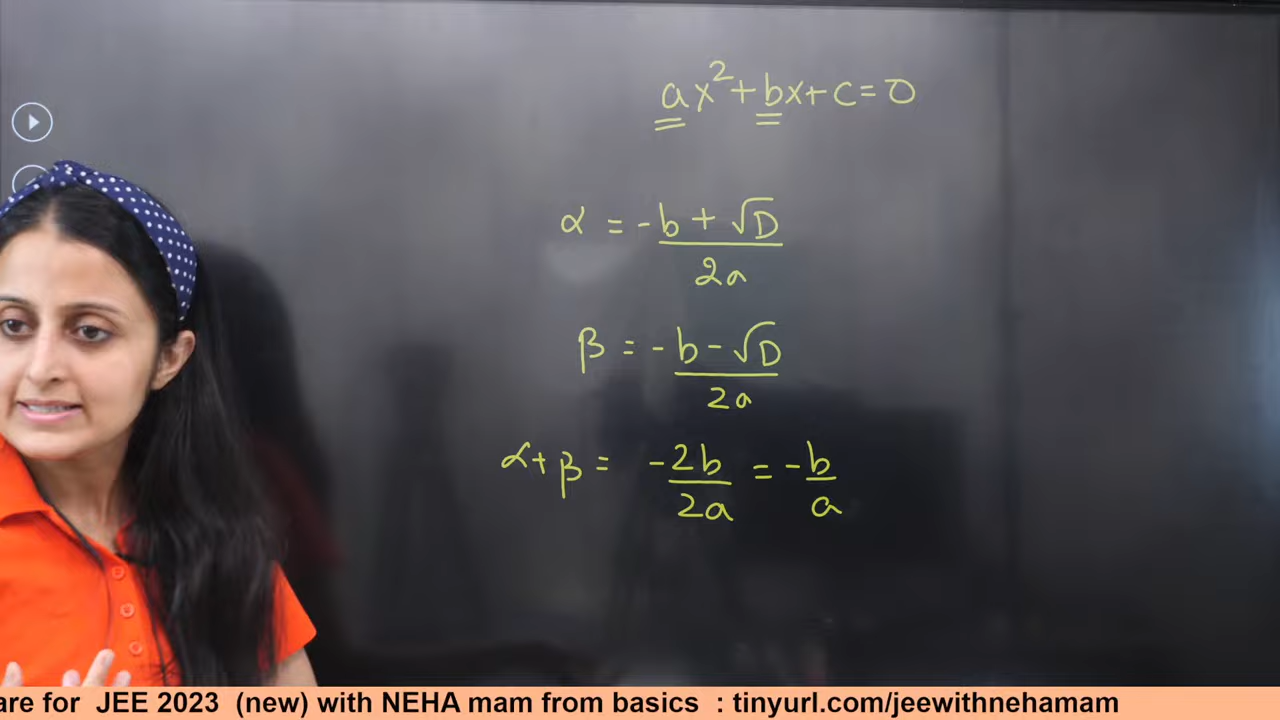 ax²+bx+c=0
α = -b + √D
2a
β = -b - √D
2a
α+β = -2b/2a = -b/a
are for JEE 2023 (new) with NEHA mam from basics : tinyurl.com/jeewithnehamam